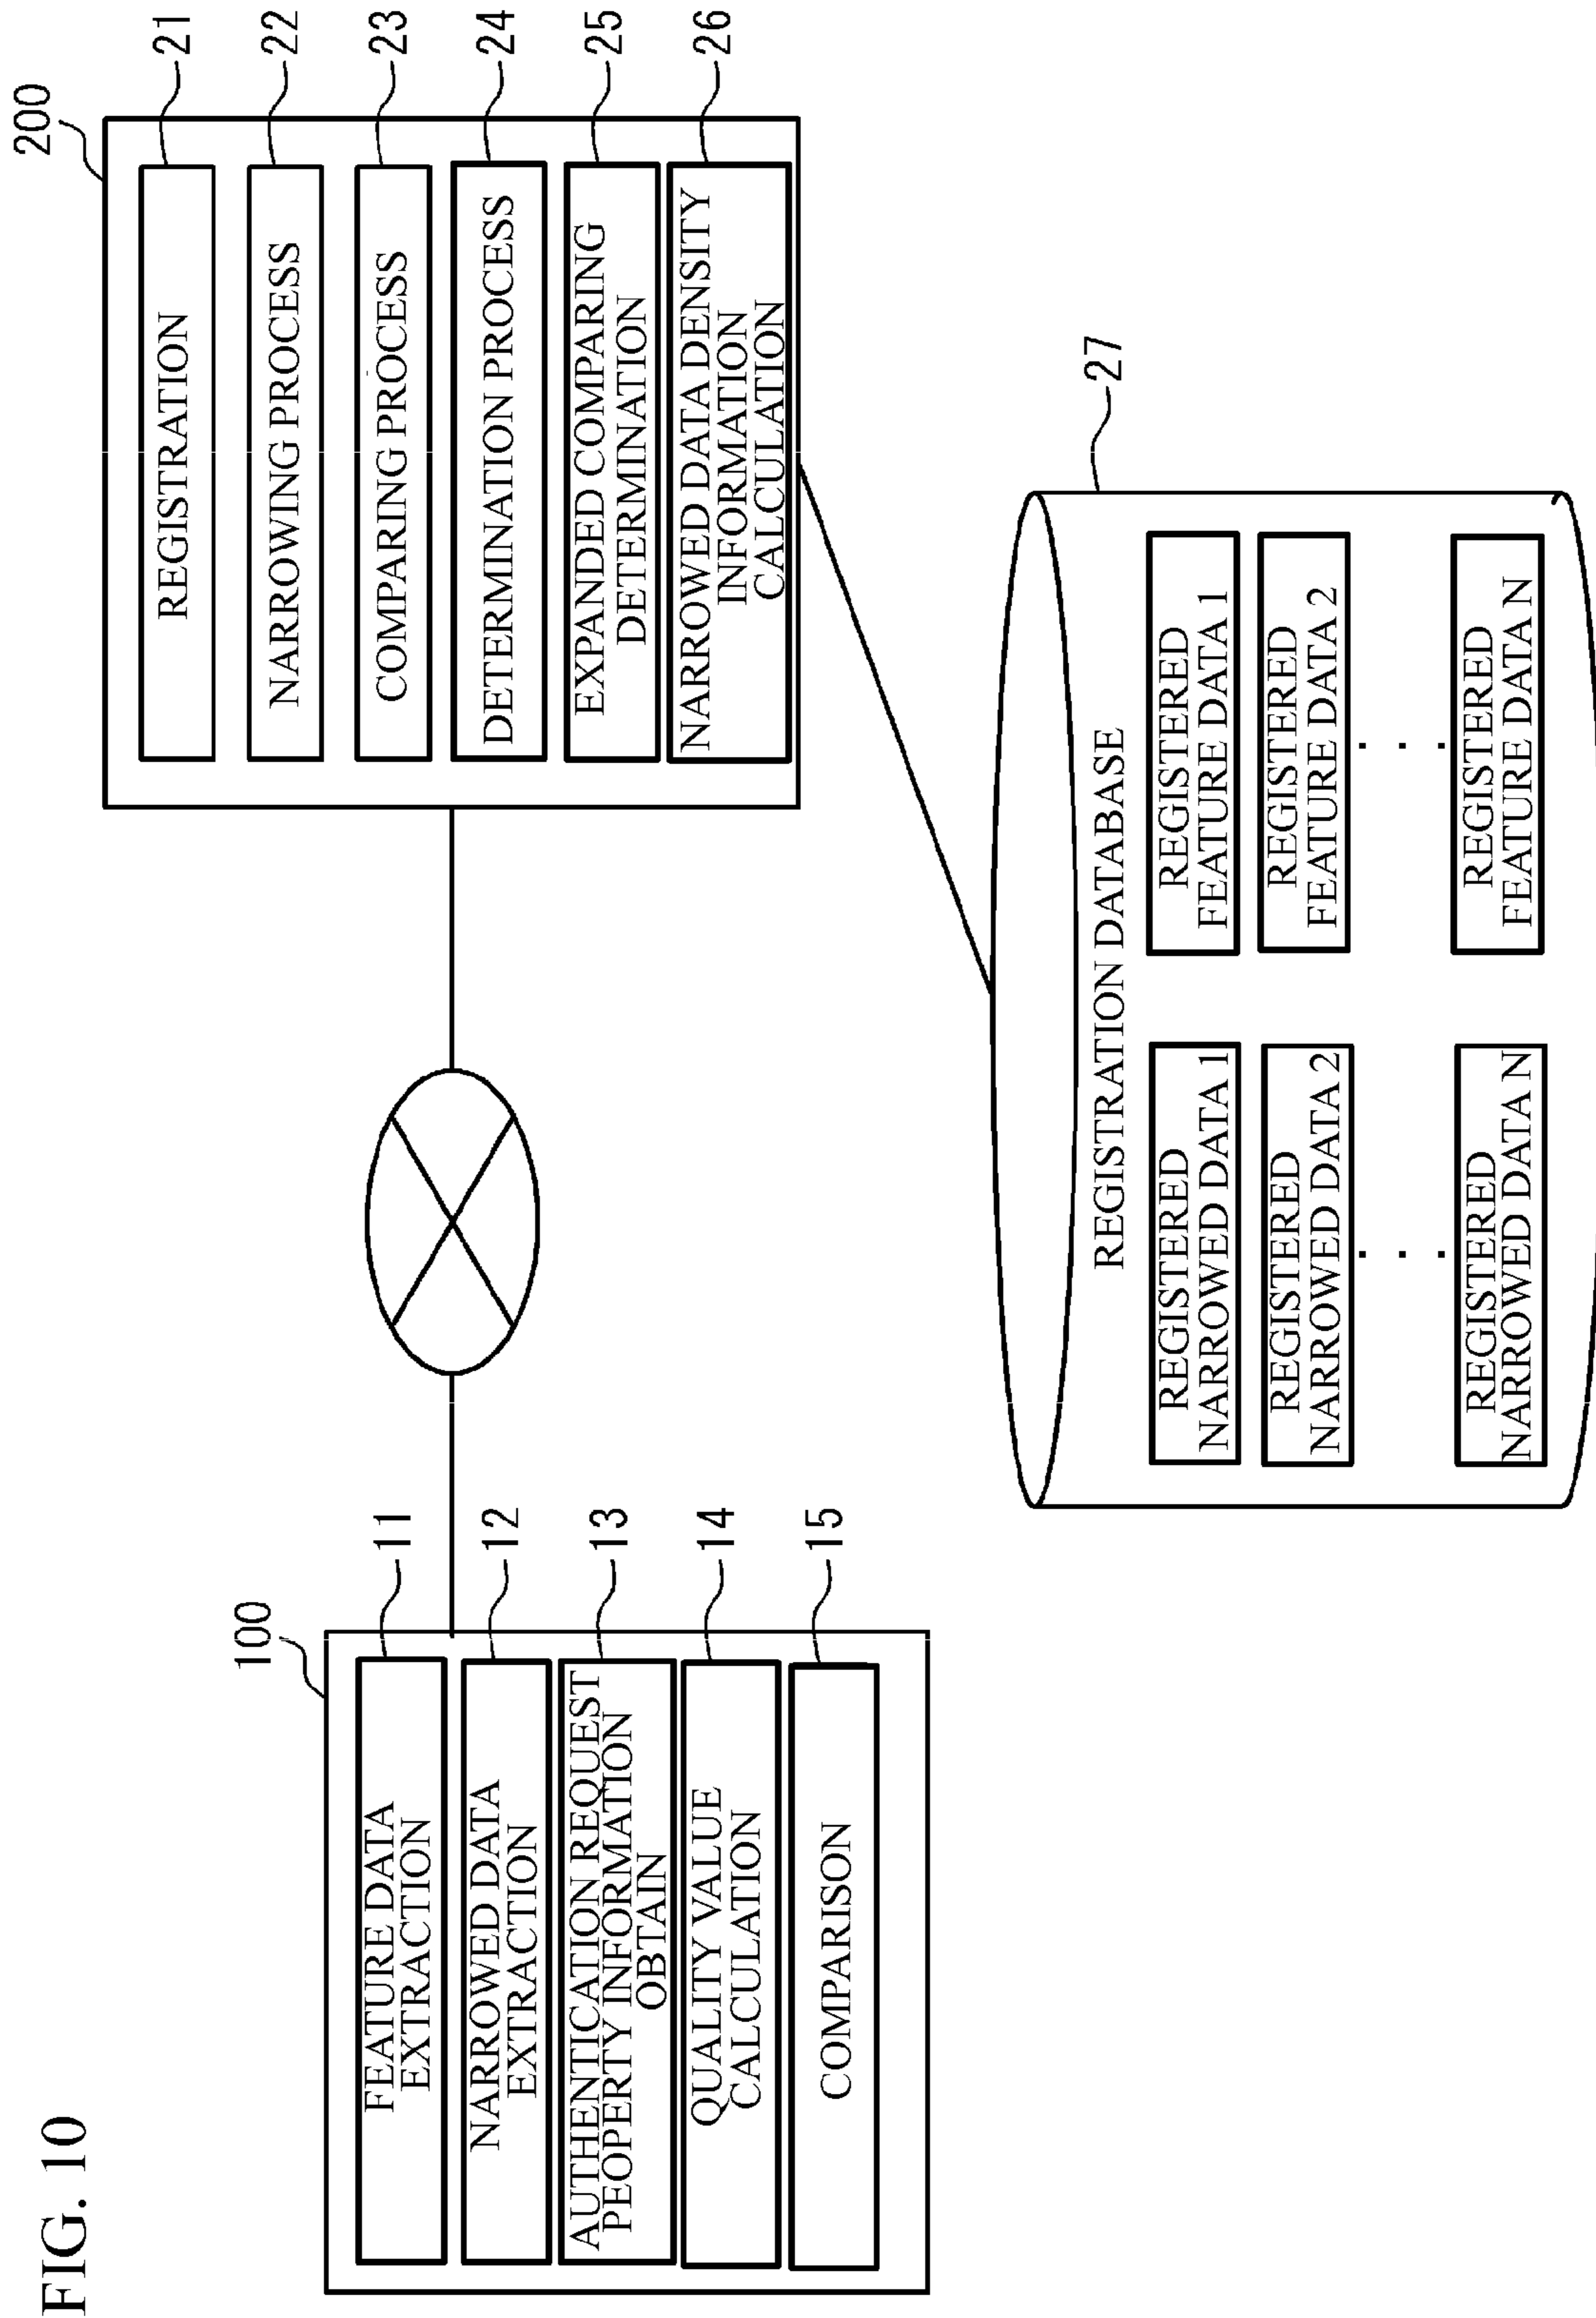 FIG. 10
100
FEATURE DATA
EXTRACTION
11
NARROWED DATA
EXTRACTION
12
AUTHENTICATION REQUEST
PEOPERTY INFORMATION
OBTAIN
13
QUALITY VALUE
CALCULATION
14
COMPARISON
15
200
REGISTRATION
21
NARROWING PROCESS
22
COMPARING PROCESS
23
DETERMINATION PROCESS
24
EXPANDED COMPARING
DETERMINATION
25
NARROWED DATA DENSITY
INFORMATION
CALCULATION
26
27
REGISTRATION DATABASE
REGISTERED
NARROWED DATA 1
REGISTERED
FEATURE DATA 1
REGISTERED
NARROWED DATA 2
REGISTERED
FEATURE DATA 2
. . .
. . .
REGISTERED
NARROWED DATA N
REGISTERED
FEATURE DATA N